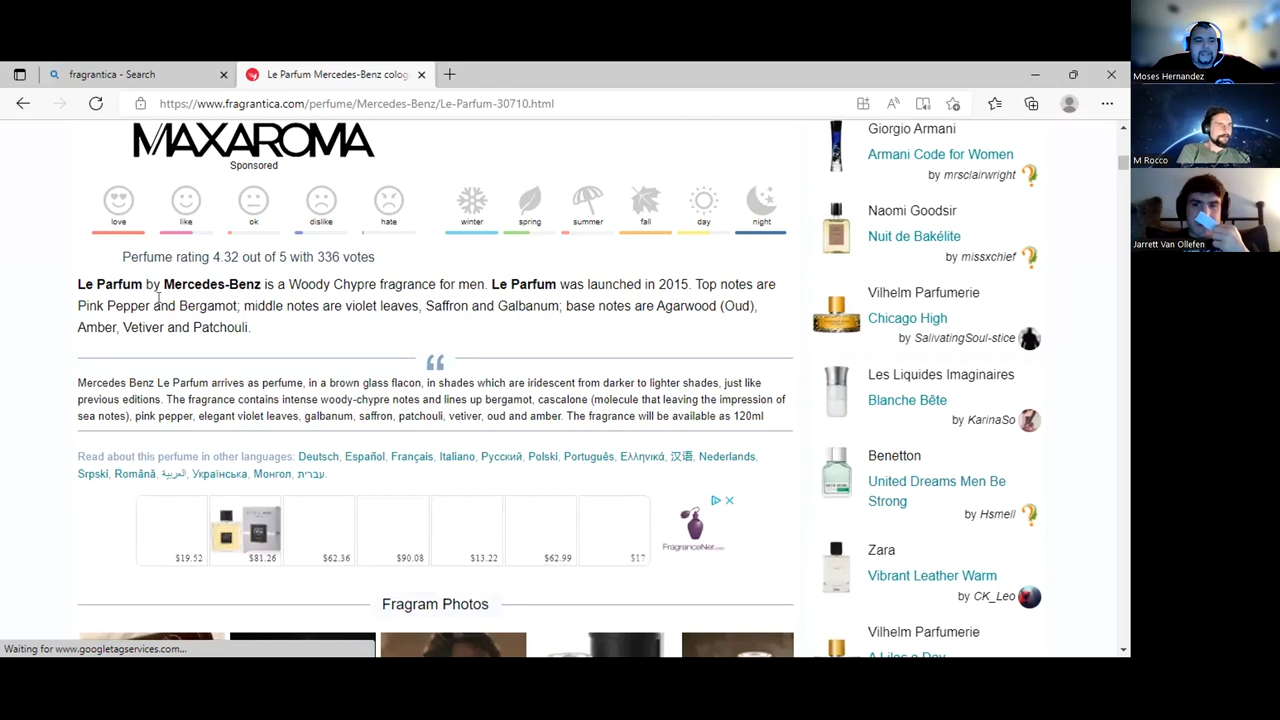 fragrantica - Search
Le Parfum Mercedes-Benz colog
https://www.fragrantica.com/perfume/Mercedes-Benz/Le-Parfum-30710.html
MAXAROMA
Sponsored
love like ok dislike hate winter spring summer fall day night
Perfume rating 4.32 out of 5 with 336 votes
Le Parfum by Mercedes-Benz is a Woody Chypre fragrance for men. Le Parfum was launched in 2015. Top notes are
Pink Pepper and Bergamot; middle notes are violet leaves, Saffron and Galbanum; base notes are Agarwood (Oud),
Amber, Vetiver and Patchouli.
Mercedes Benz Le Parfum arrives as perfume, in a brown glass flacon, in shades which are iridescent from darker to lighter shades, just like
previous editions. The fragrance contains intense woody-chypre notes and lines up bergamot, cascalone (molecule that leaving the impression of
sea notes), pink pepper, elegant violet leaves, galbanum, saffron, patchouli, vetiver, oud and amber. The fragrance will be available as 120ml
Read about this perfume in other languages: Deutsch, Español, Français, Italiano, Русский, Polski, Português, Ελληνικά, 汉语, Nederlands,
Srpski, Română, العربية, Українська, Монгол, עברית.
$19.52 $81.26 $62.36 $90.08 $13.22 $62.99 $17
FragranceNet.com
Fragram Photos
Waiting for www.googletagservices.com...
Giorgio Armani
Armani Code for Women
by mrsclairwright
Naomi Goodsir
Nuit de Bakélite
by missxchief
Vilhelm Parfumerie
Chicago High
by SalivatingSoul-stice
Les Liquides Imaginaires
Blanche Bête
by KarinaSo
Benetton
United Dreams Men Be
Strong
by Hsmell
Zara
Vibrant Leather Warm
by CK_Leo
Vilhelm Parfumerie
A Lilac a Day
Moses Hernandez
M Rocco
Jarrett Van Ollefen